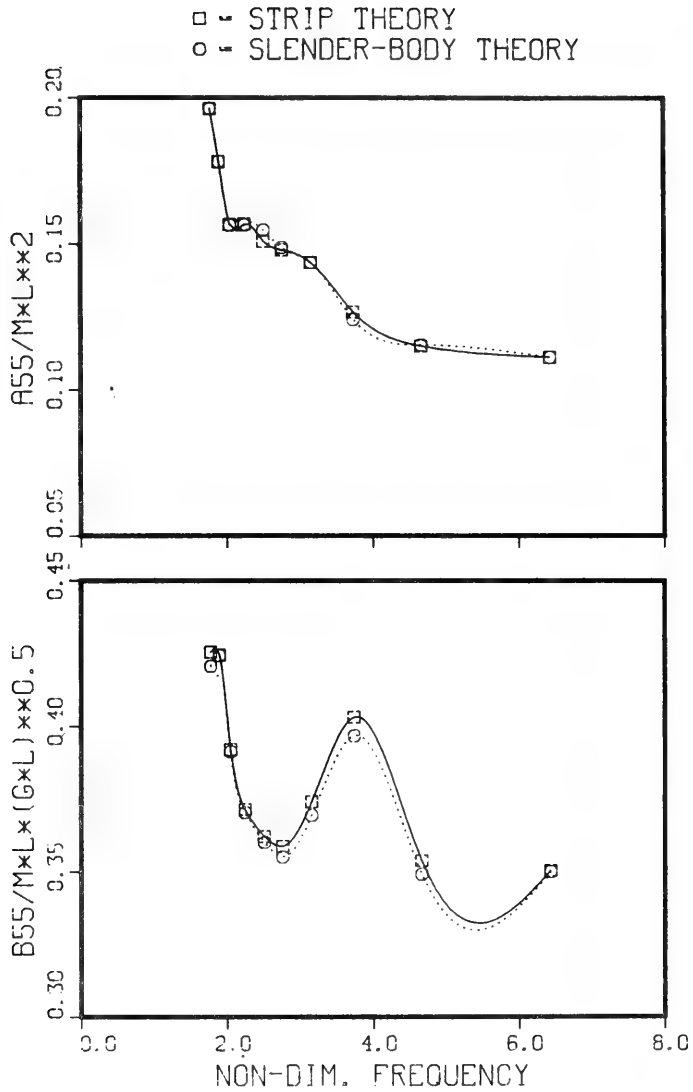 □ - STRIP THEORY
○ - SLENDER-BODY THEORY
0.20
0.15
0.10
0.05
A55/M*L**2
0.45
0.40
0.35
0.30
B55/M*L*(G*L)**0.5
0.0 2.0 4.0 6.0 8.0
NON-DIM. FREQUENCY